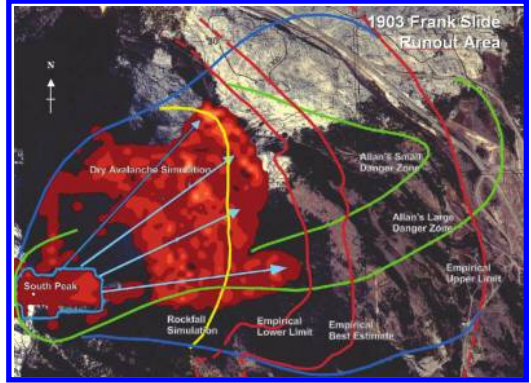 1903 Frank Slide
Runout Area
N
Dry Avalanche Simulation
Allan's Small
Danger Zone
Allan's Large
Danger Zone
Empirical
Upper Limit
South Peak
Rockfall
Simulation
Empirical
Lower Limit
Empirical
Best Estimate